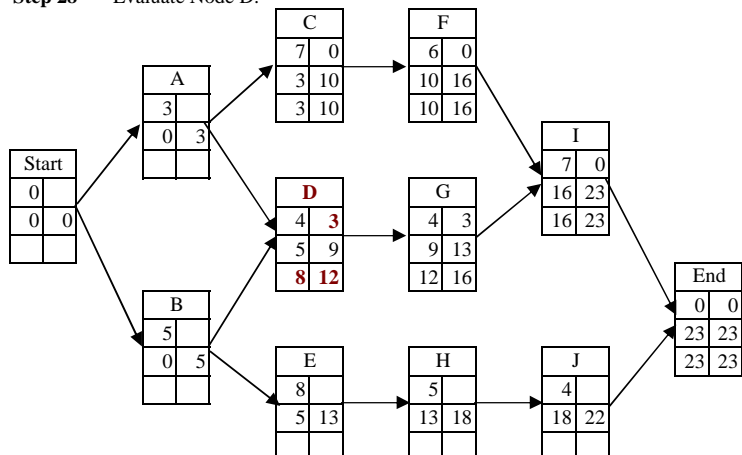 Step 28 Evaluate Node D.
C
7 0
3 10
3 10
F
6 0
10 16
10 16
A
3
0 3
I
7 0
16 23
16 23
Start
0
0 0
D
4 3
5 9
8 12
G
4 3
9 13
12 16
End
0 0
23 23
23 23
B
5
0 5
E
8
5 13
H
5
13 18
J
4
18 22